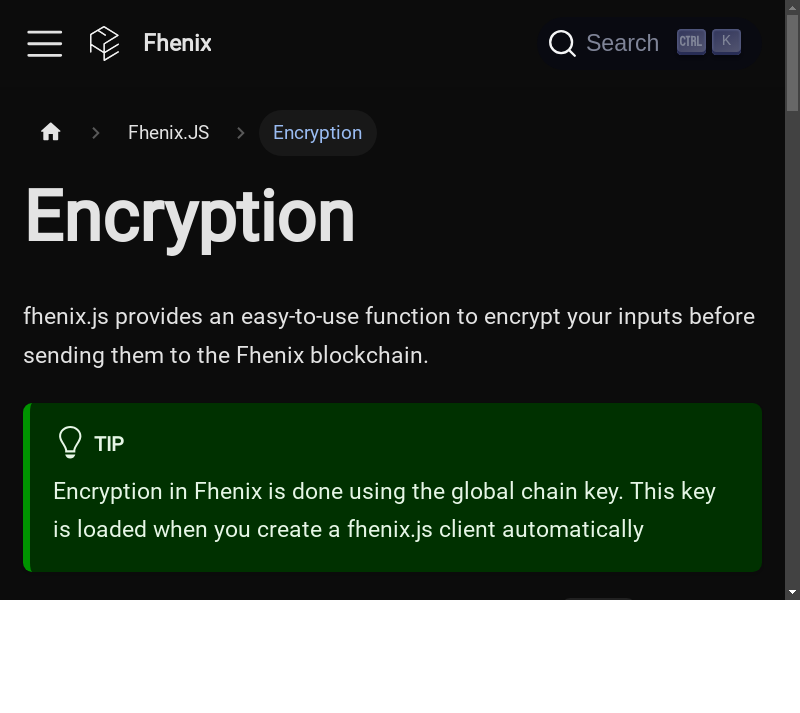 Fhenix
Search CTRL K
Fhenix.JS
Encryption
Encryption
fhenix.js provides an easy-to-use function to encrypt your inputs before
sending them to the Fhenix blockchain.
TIP
Encryption in Fhenix is done using the global chain key. This key
is loaded when you create a fhenix.js client automatically